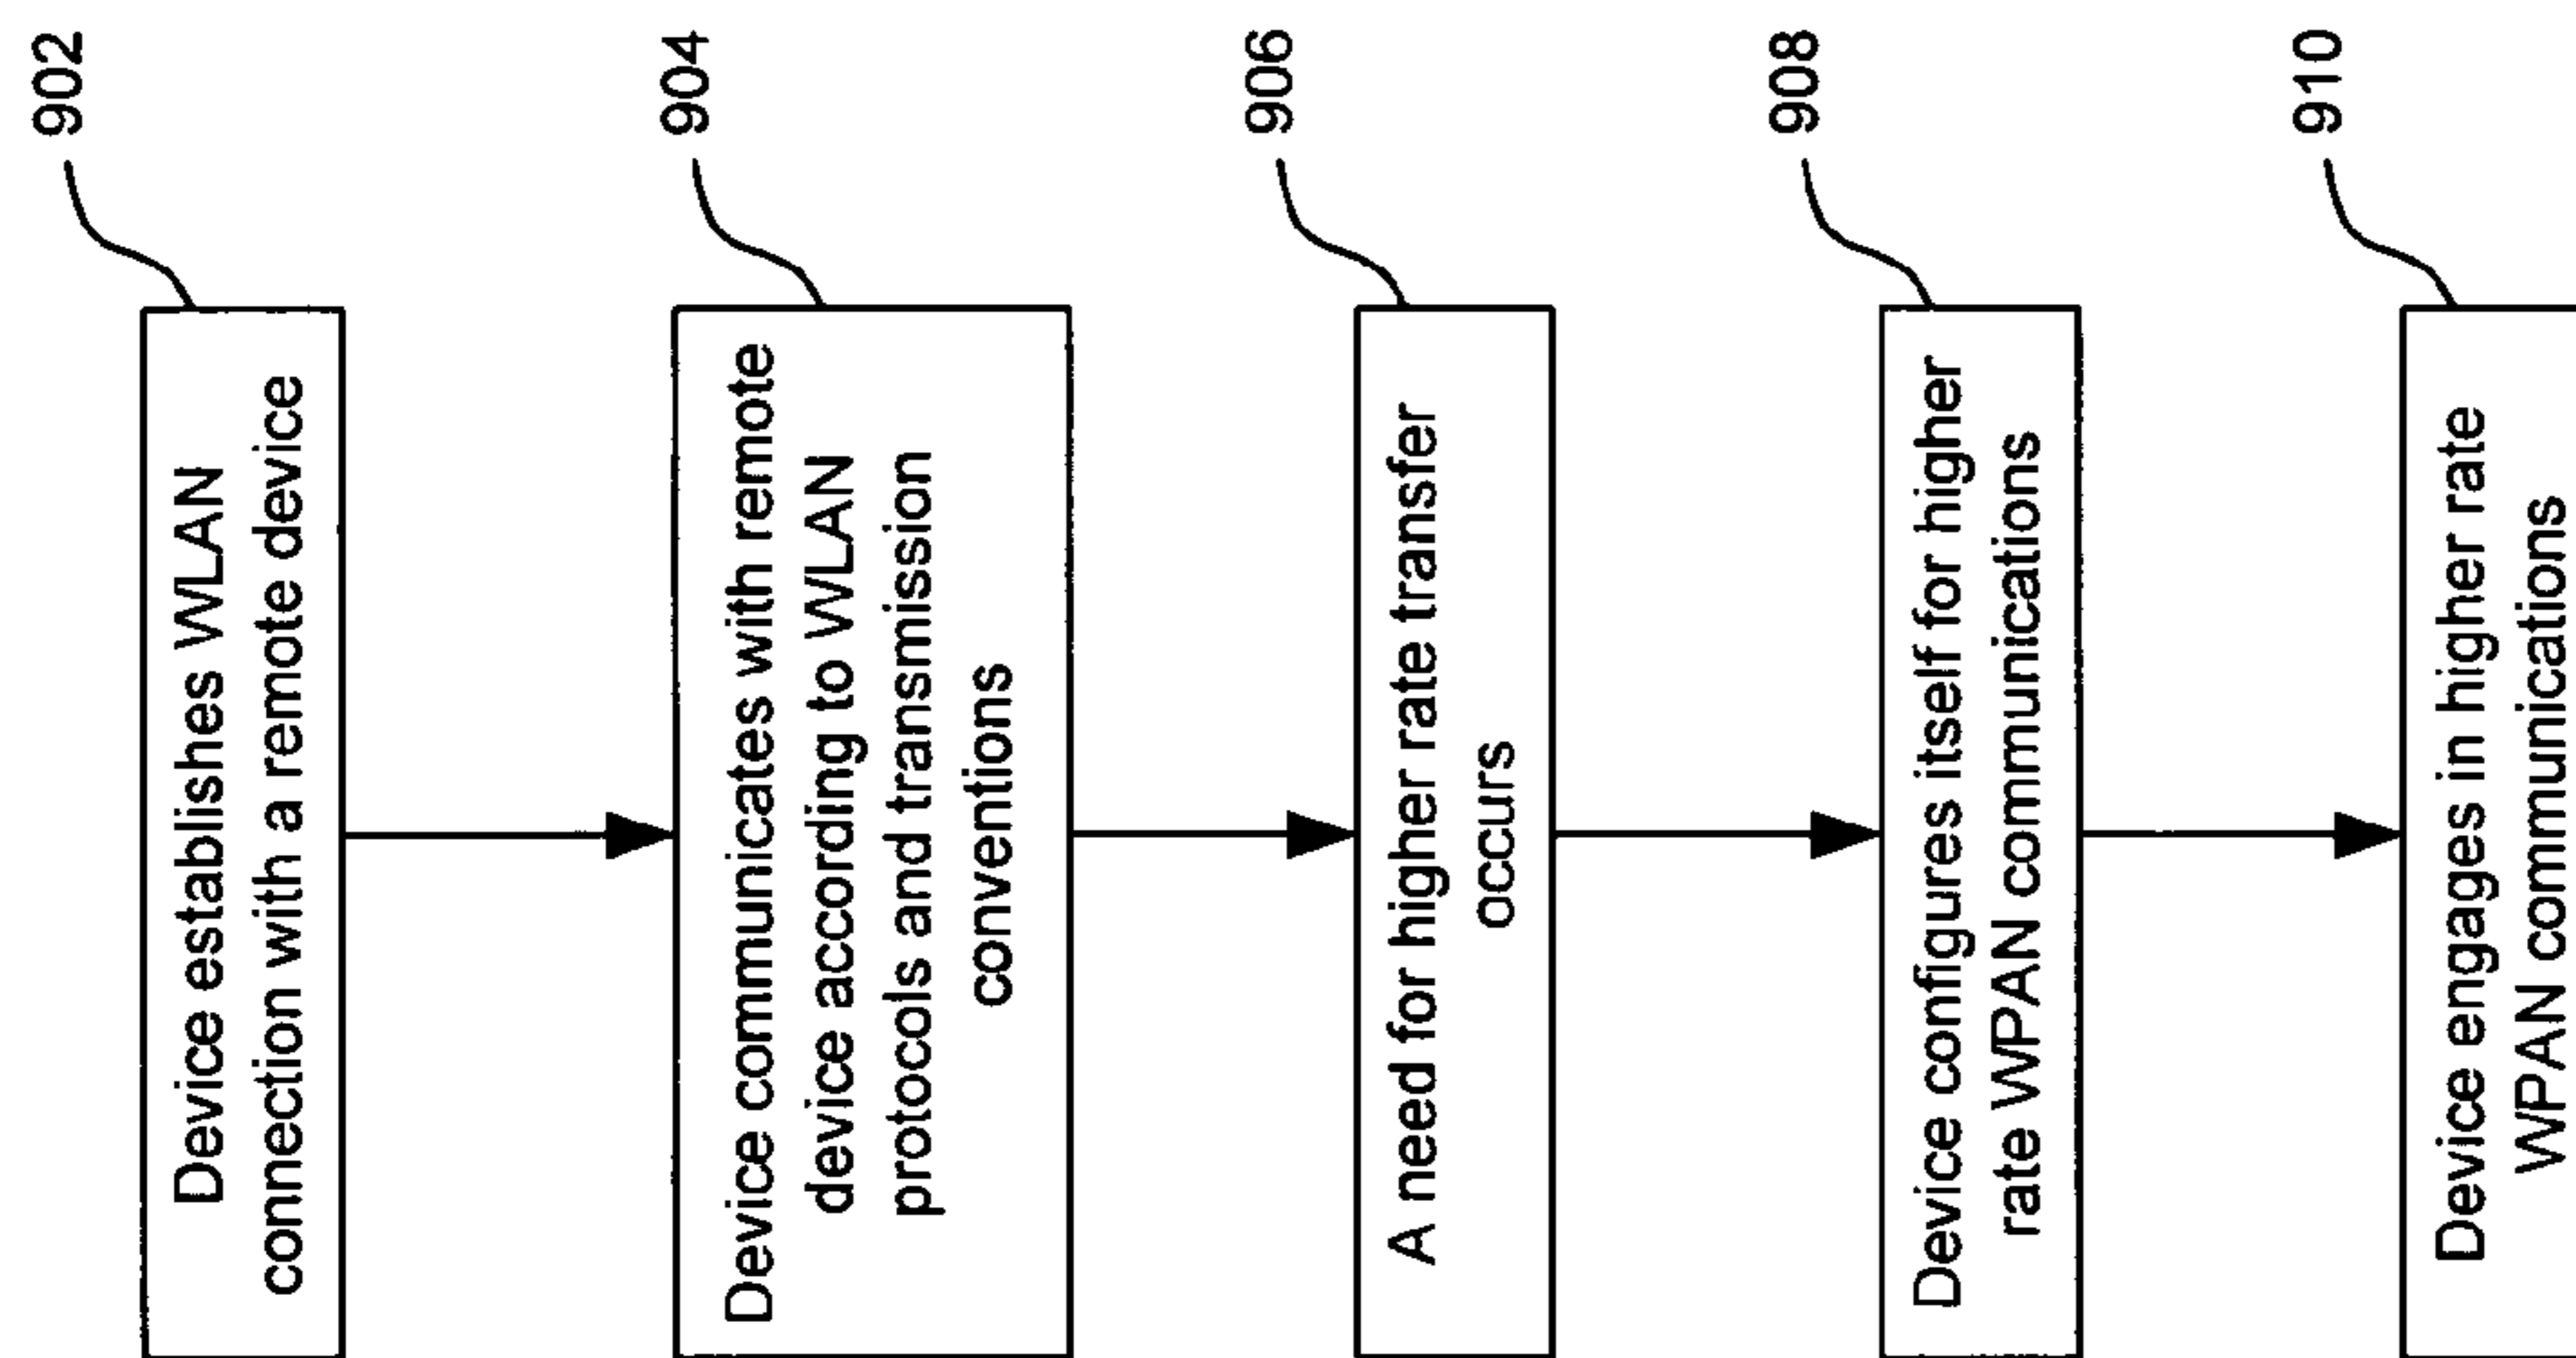 902
Device establishes WLAN
connection with a remote device
904
Device communicates with remote
device according to WLAN
protocols and transmission
conventions
906
A need for higher rate transfer
occurs
908
Device configures itself for higher
rate WPAN communications
910
Device engages in higher rate
WPAN communications